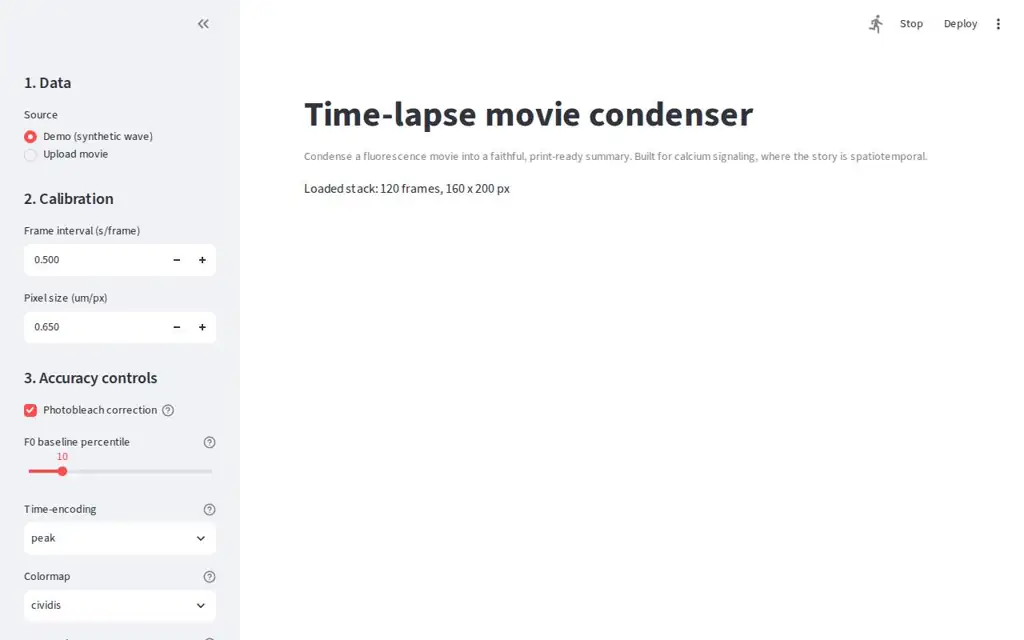 Stop
Deploy
1. Data
Source
Demo (synthetic wave)
Upload movie
2. Calibration
Frame interval (s/frame)
0.500
Pixel size (um/px)
0.650
3. Accuracy controls
Photobleach correction
F0 baseline percentile
10
Time-encoding
peak
Colormap
cividis
Time-lapse movie condenser
Condense a fluorescence movie into a faithful, print-ready summary. Built for calcium signaling, where the story is spatiotemporal.
Loaded stack: 120 frames, 160 x 200 px